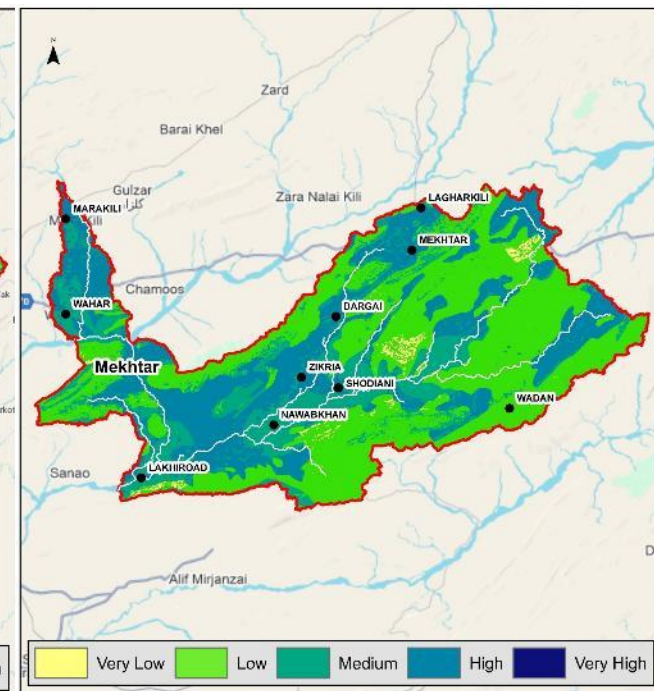 N
Zard
Barai Khel
Gulzar
Zara Nalai Kili
LAGHARKILI
MARAKILI
MEKHTAR
Chamoos
WAHAR
DARGAI
Mekhtar
ZIKRIA
SHODIANI
WADAN
NAWABKHAN
Sanao
LAKHIROAD
Alif Mirjanzai
D
Very Low
Low
Medium
High
Very High